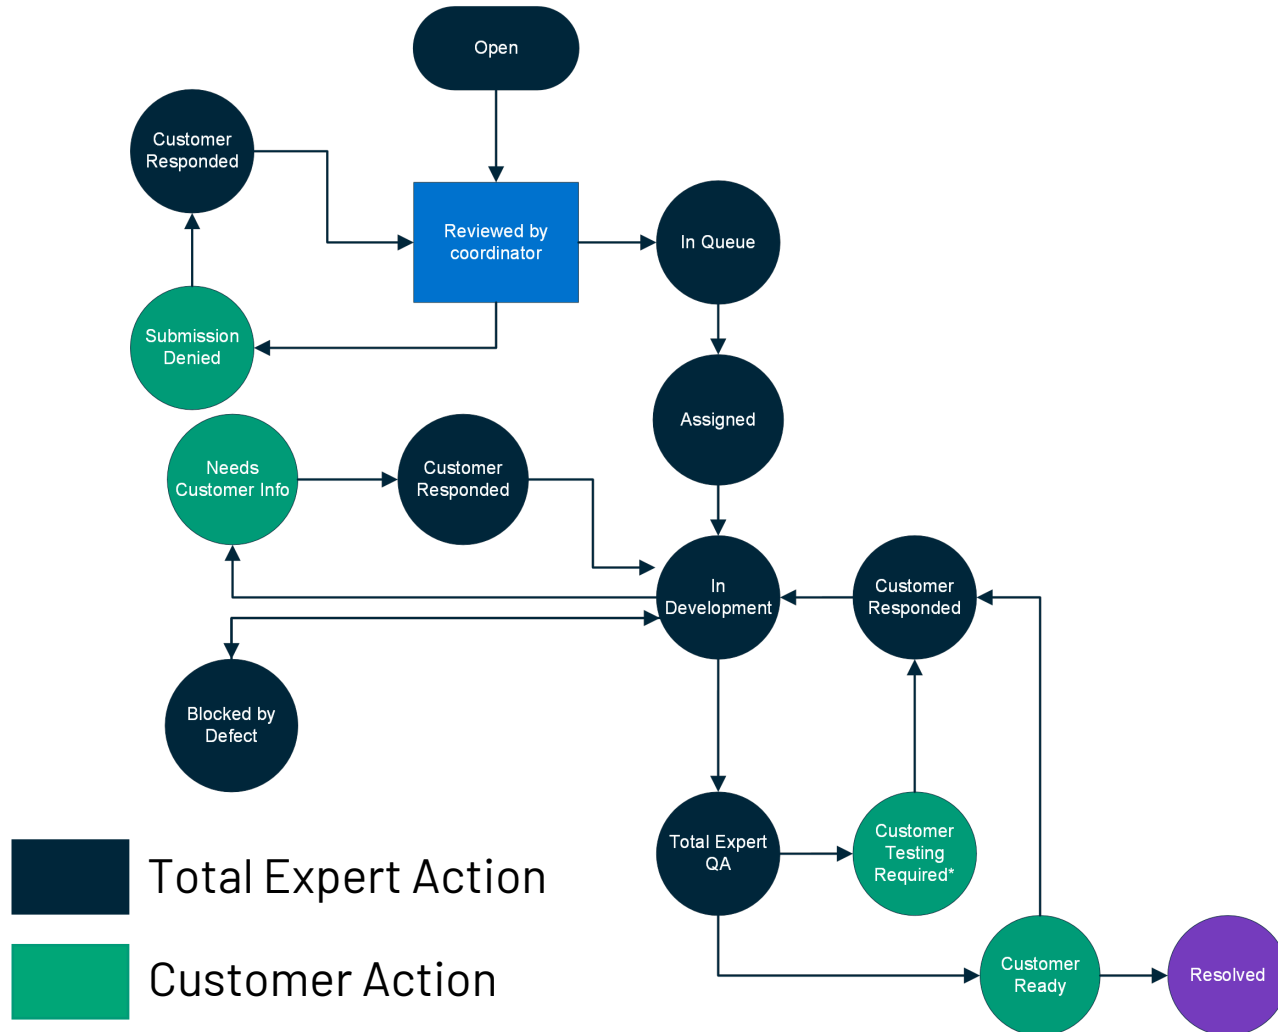 Open
Customer
Responded
Reviewed by
coordinator
In Queue
Submission
Denied
Assigned
Needs
Customer Info
Customer
Responded
In
Development
Customer
Responded
Blocked by
Defect
Total Expert
QA
Customer
Testing
Required*
Total Expert Action
Customer Action
Customer
Ready
Resolved